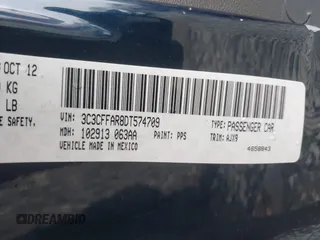 OCT 12
KG
LB
E SAFETY.
VIN: 3C3CFFAR8DT574709
TYPE: PASSENGER CAR
MDH: 102913 063AA
PAINT: PPS
TRIM: AJX9
VEHICLE MADE IN MEXICO
4850043
DREAMBID